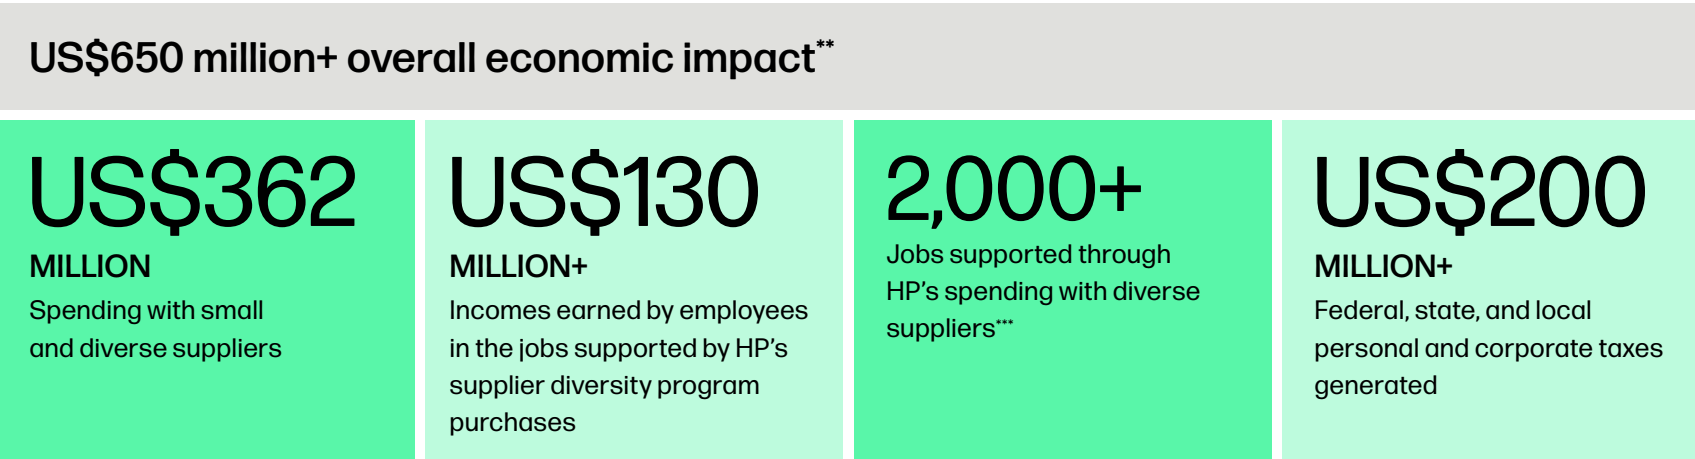 US$650 million+ overall economic impact**
US$362
MILLION
Spending with small
and diverse suppliers
US$130
MILLION+
Incomes earned by employees
in the jobs supported by HP’s
supplier diversity program
purchases
2,000+
Jobs supported through
HP’s spending with diverse
suppliers***
US$200
MILLION+
Federal, state, and local
personal and corporate taxes
generated